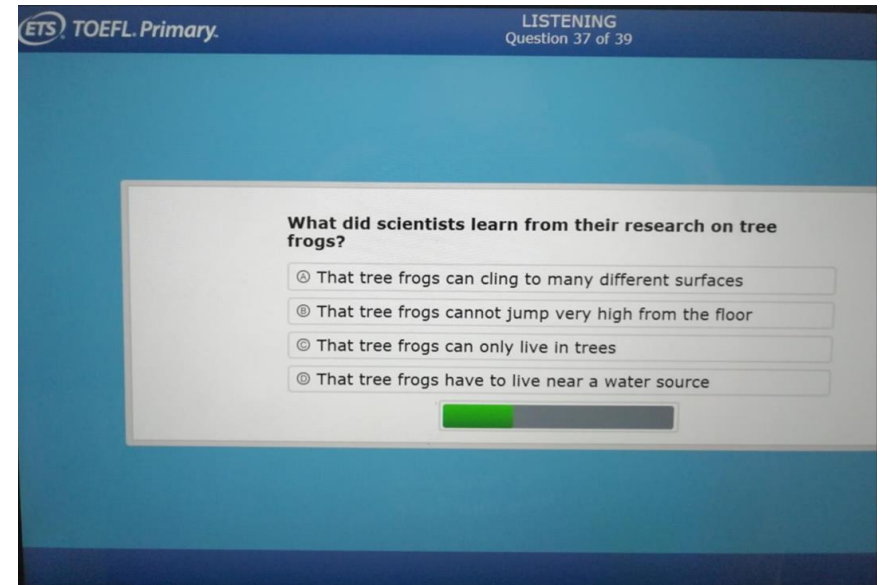 ETS TOEFL. Primary.
LISTENING
Question 37 of 39
What did scientists learn from their research on tree
frogs?
A That tree frogs can cling to many different surfaces
B That tree frogs cannot jump very high from the floor
C That tree frogs can only live in trees
D That tree frogs have to live near a water source